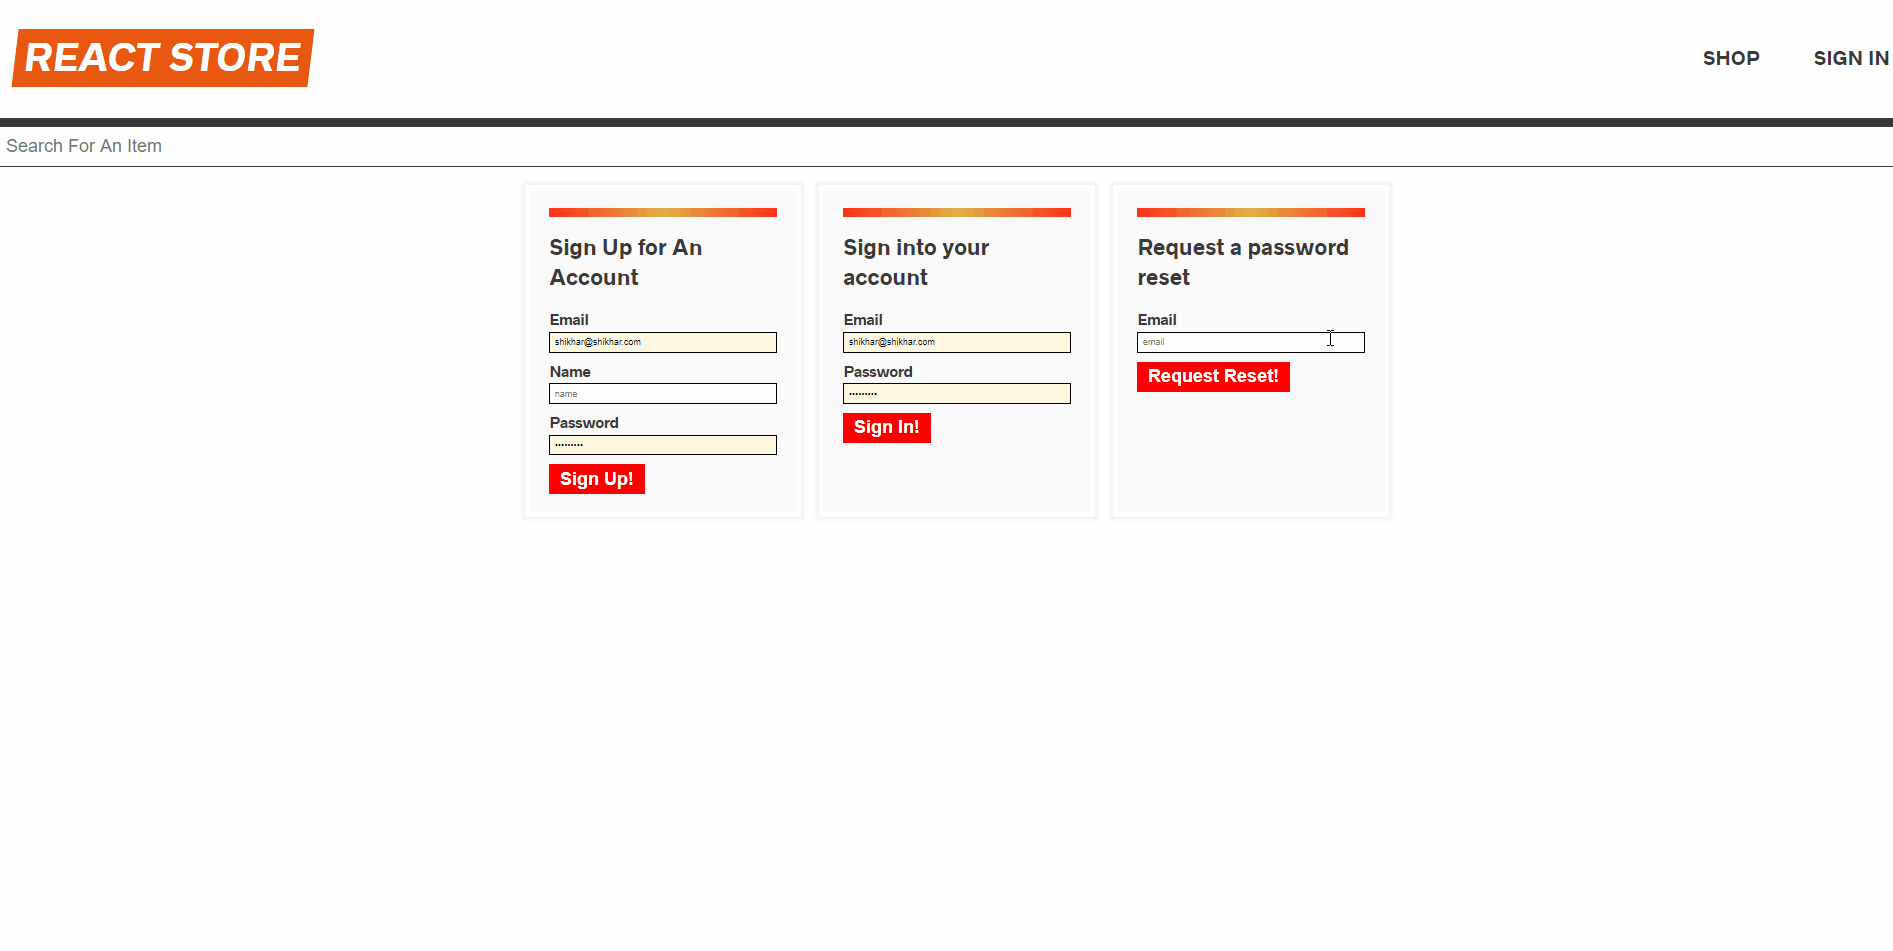 REACT STORE
SHOP
SIGN IN
Search For An Item
Sign Up for An
Account
Email
shikhar@shikhar.com
Name
name
Password
•••••••••
Sign Up!
Sign into your
account
Email
shikhar@shikhar.com
Password
•••••••••
Sign In!
Request a password
reset
Email
email
Request Reset!